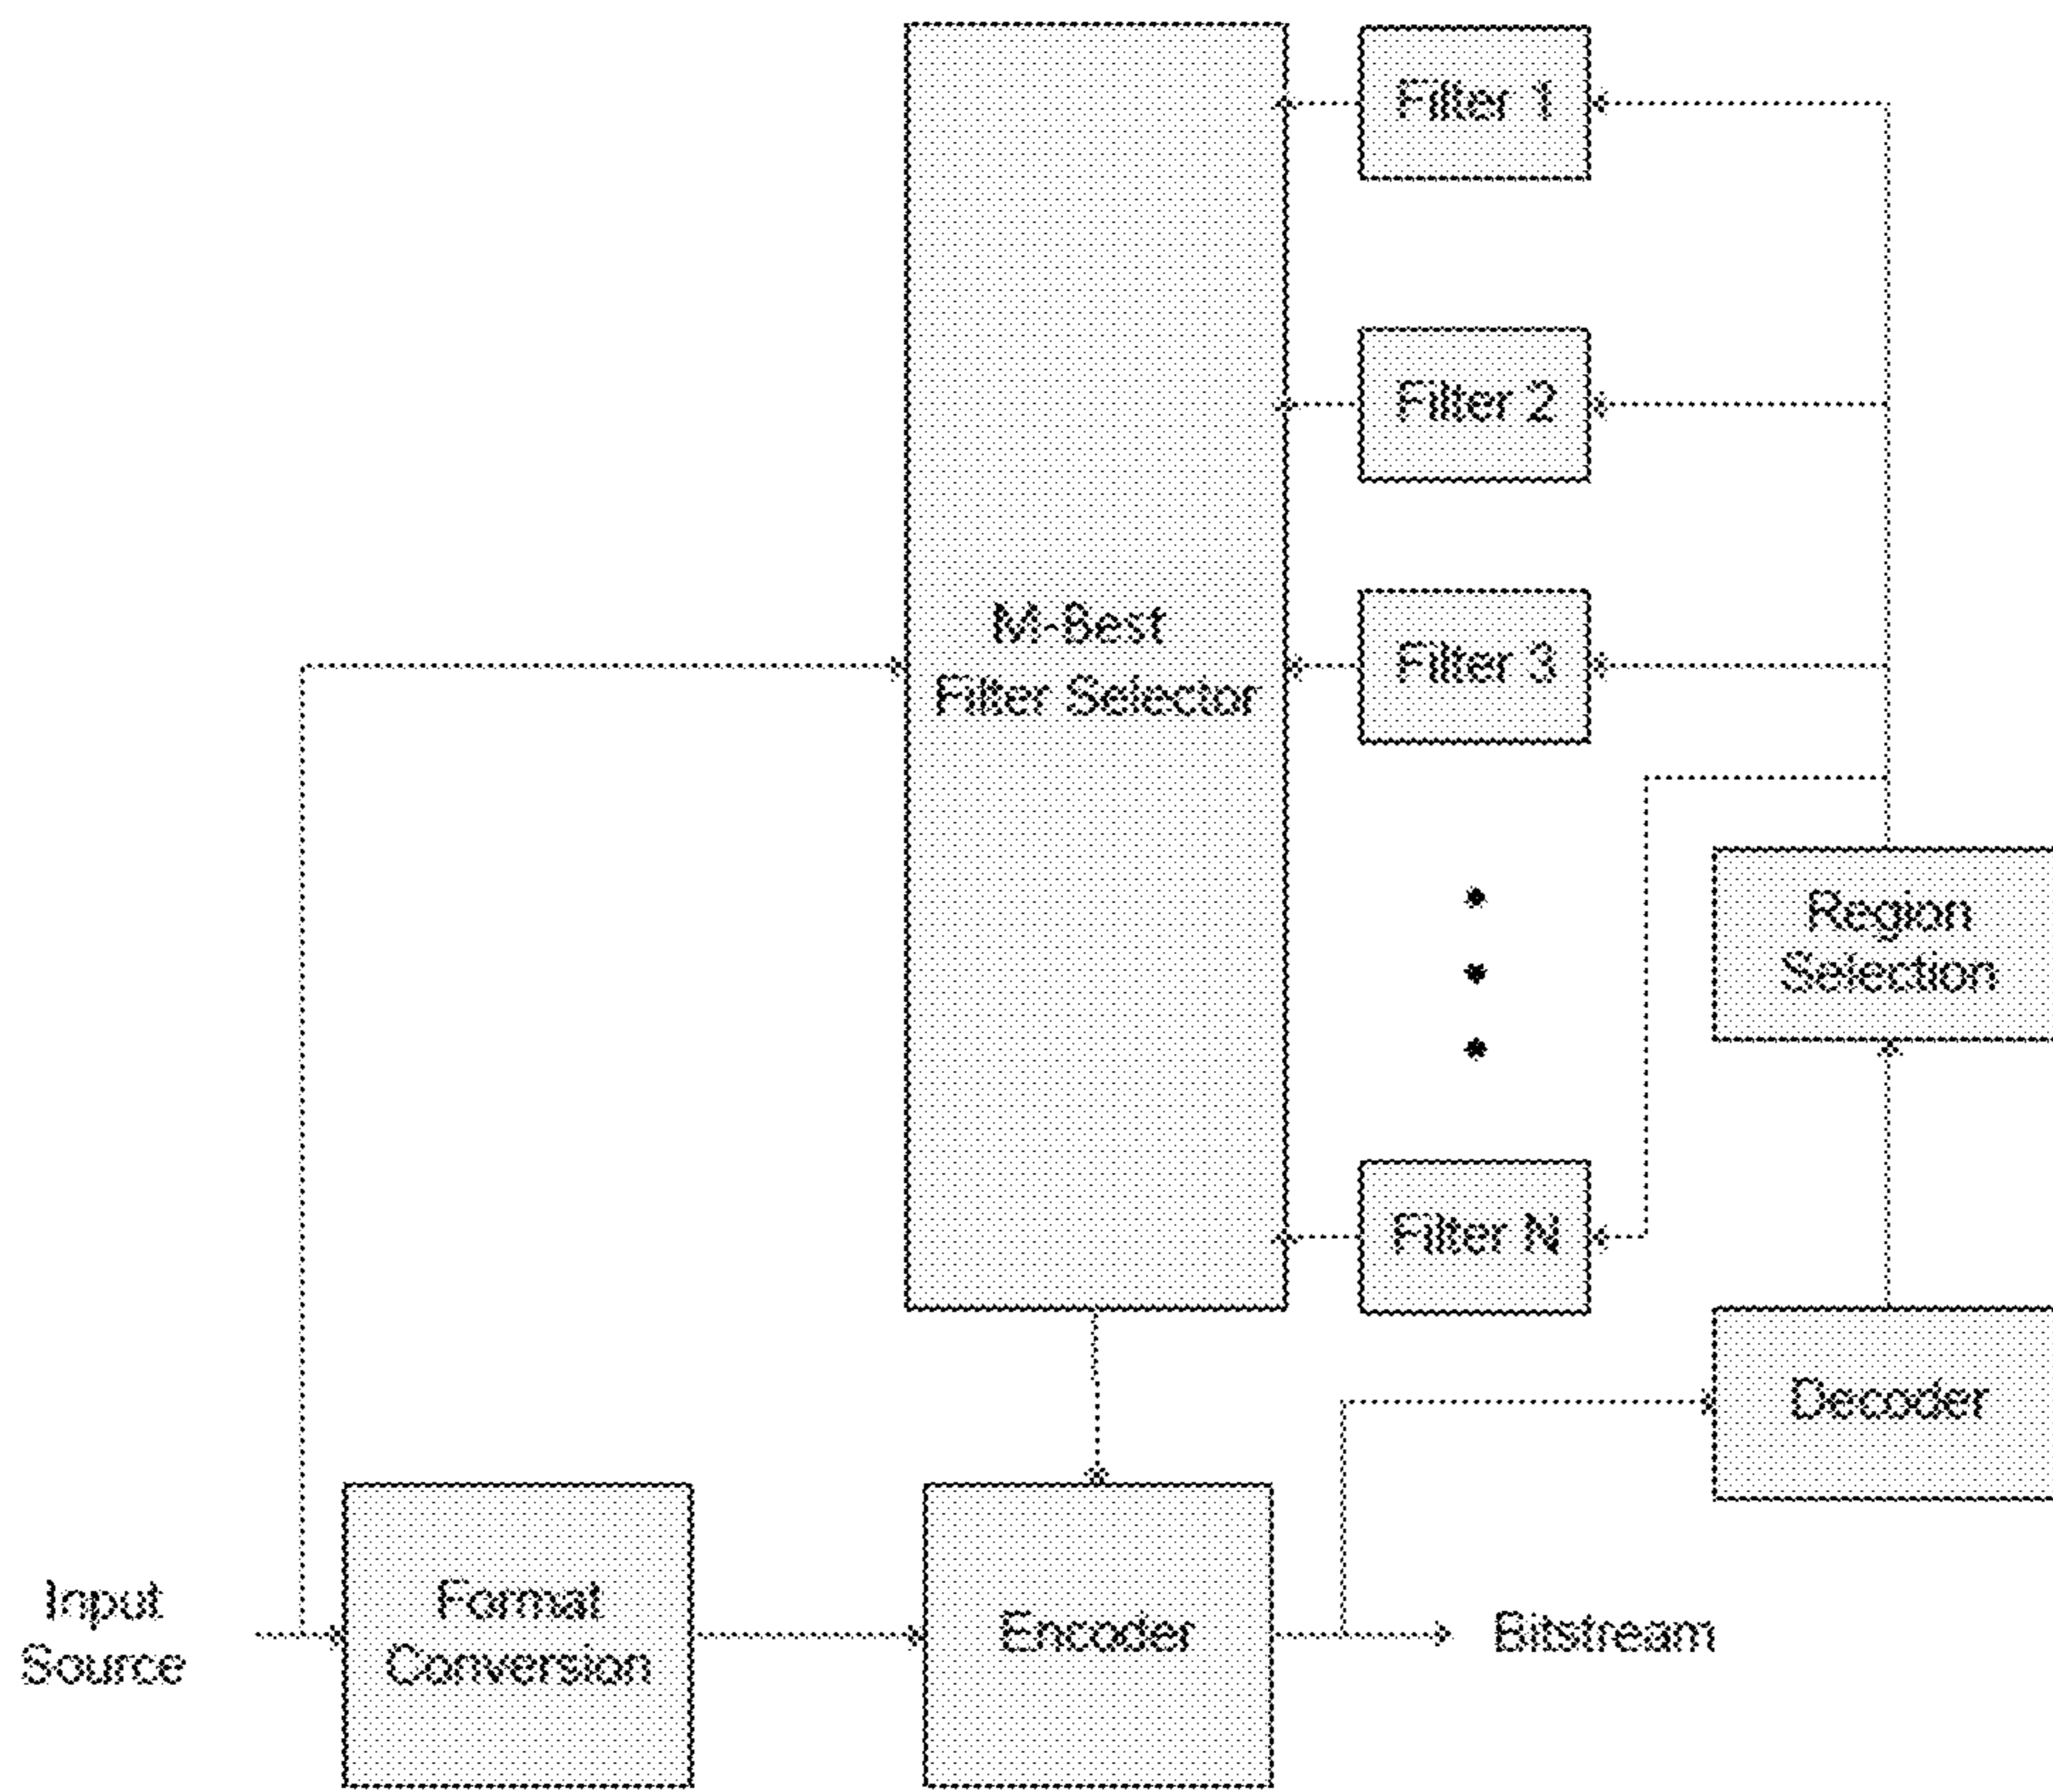 Filter 1
Filter 2
M-Best
Filter Selector
Filter 3
Region
Selection
Filter N
Decoder
Input
Source
Format
Conversion
Encoder
Bitstream